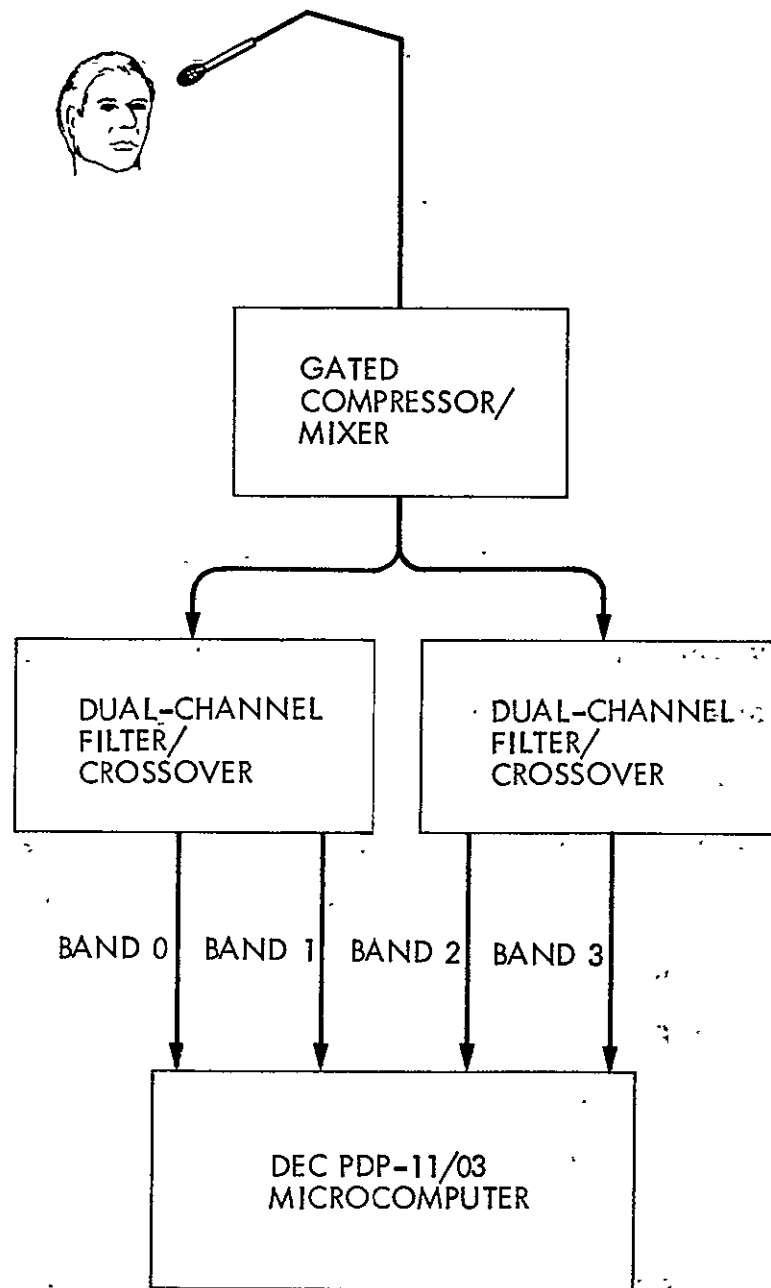 GATED
COMPRESSOR/
MIXER
DUAL-CHANNEL
FILTER/
CROSSOVER
DUAL-CHANNEL
FILTER/
CROSSOVER
BAND 0
BAND 1
BAND 2
BAND 3
DEC PDP-11/03
MICROCOMPUTER